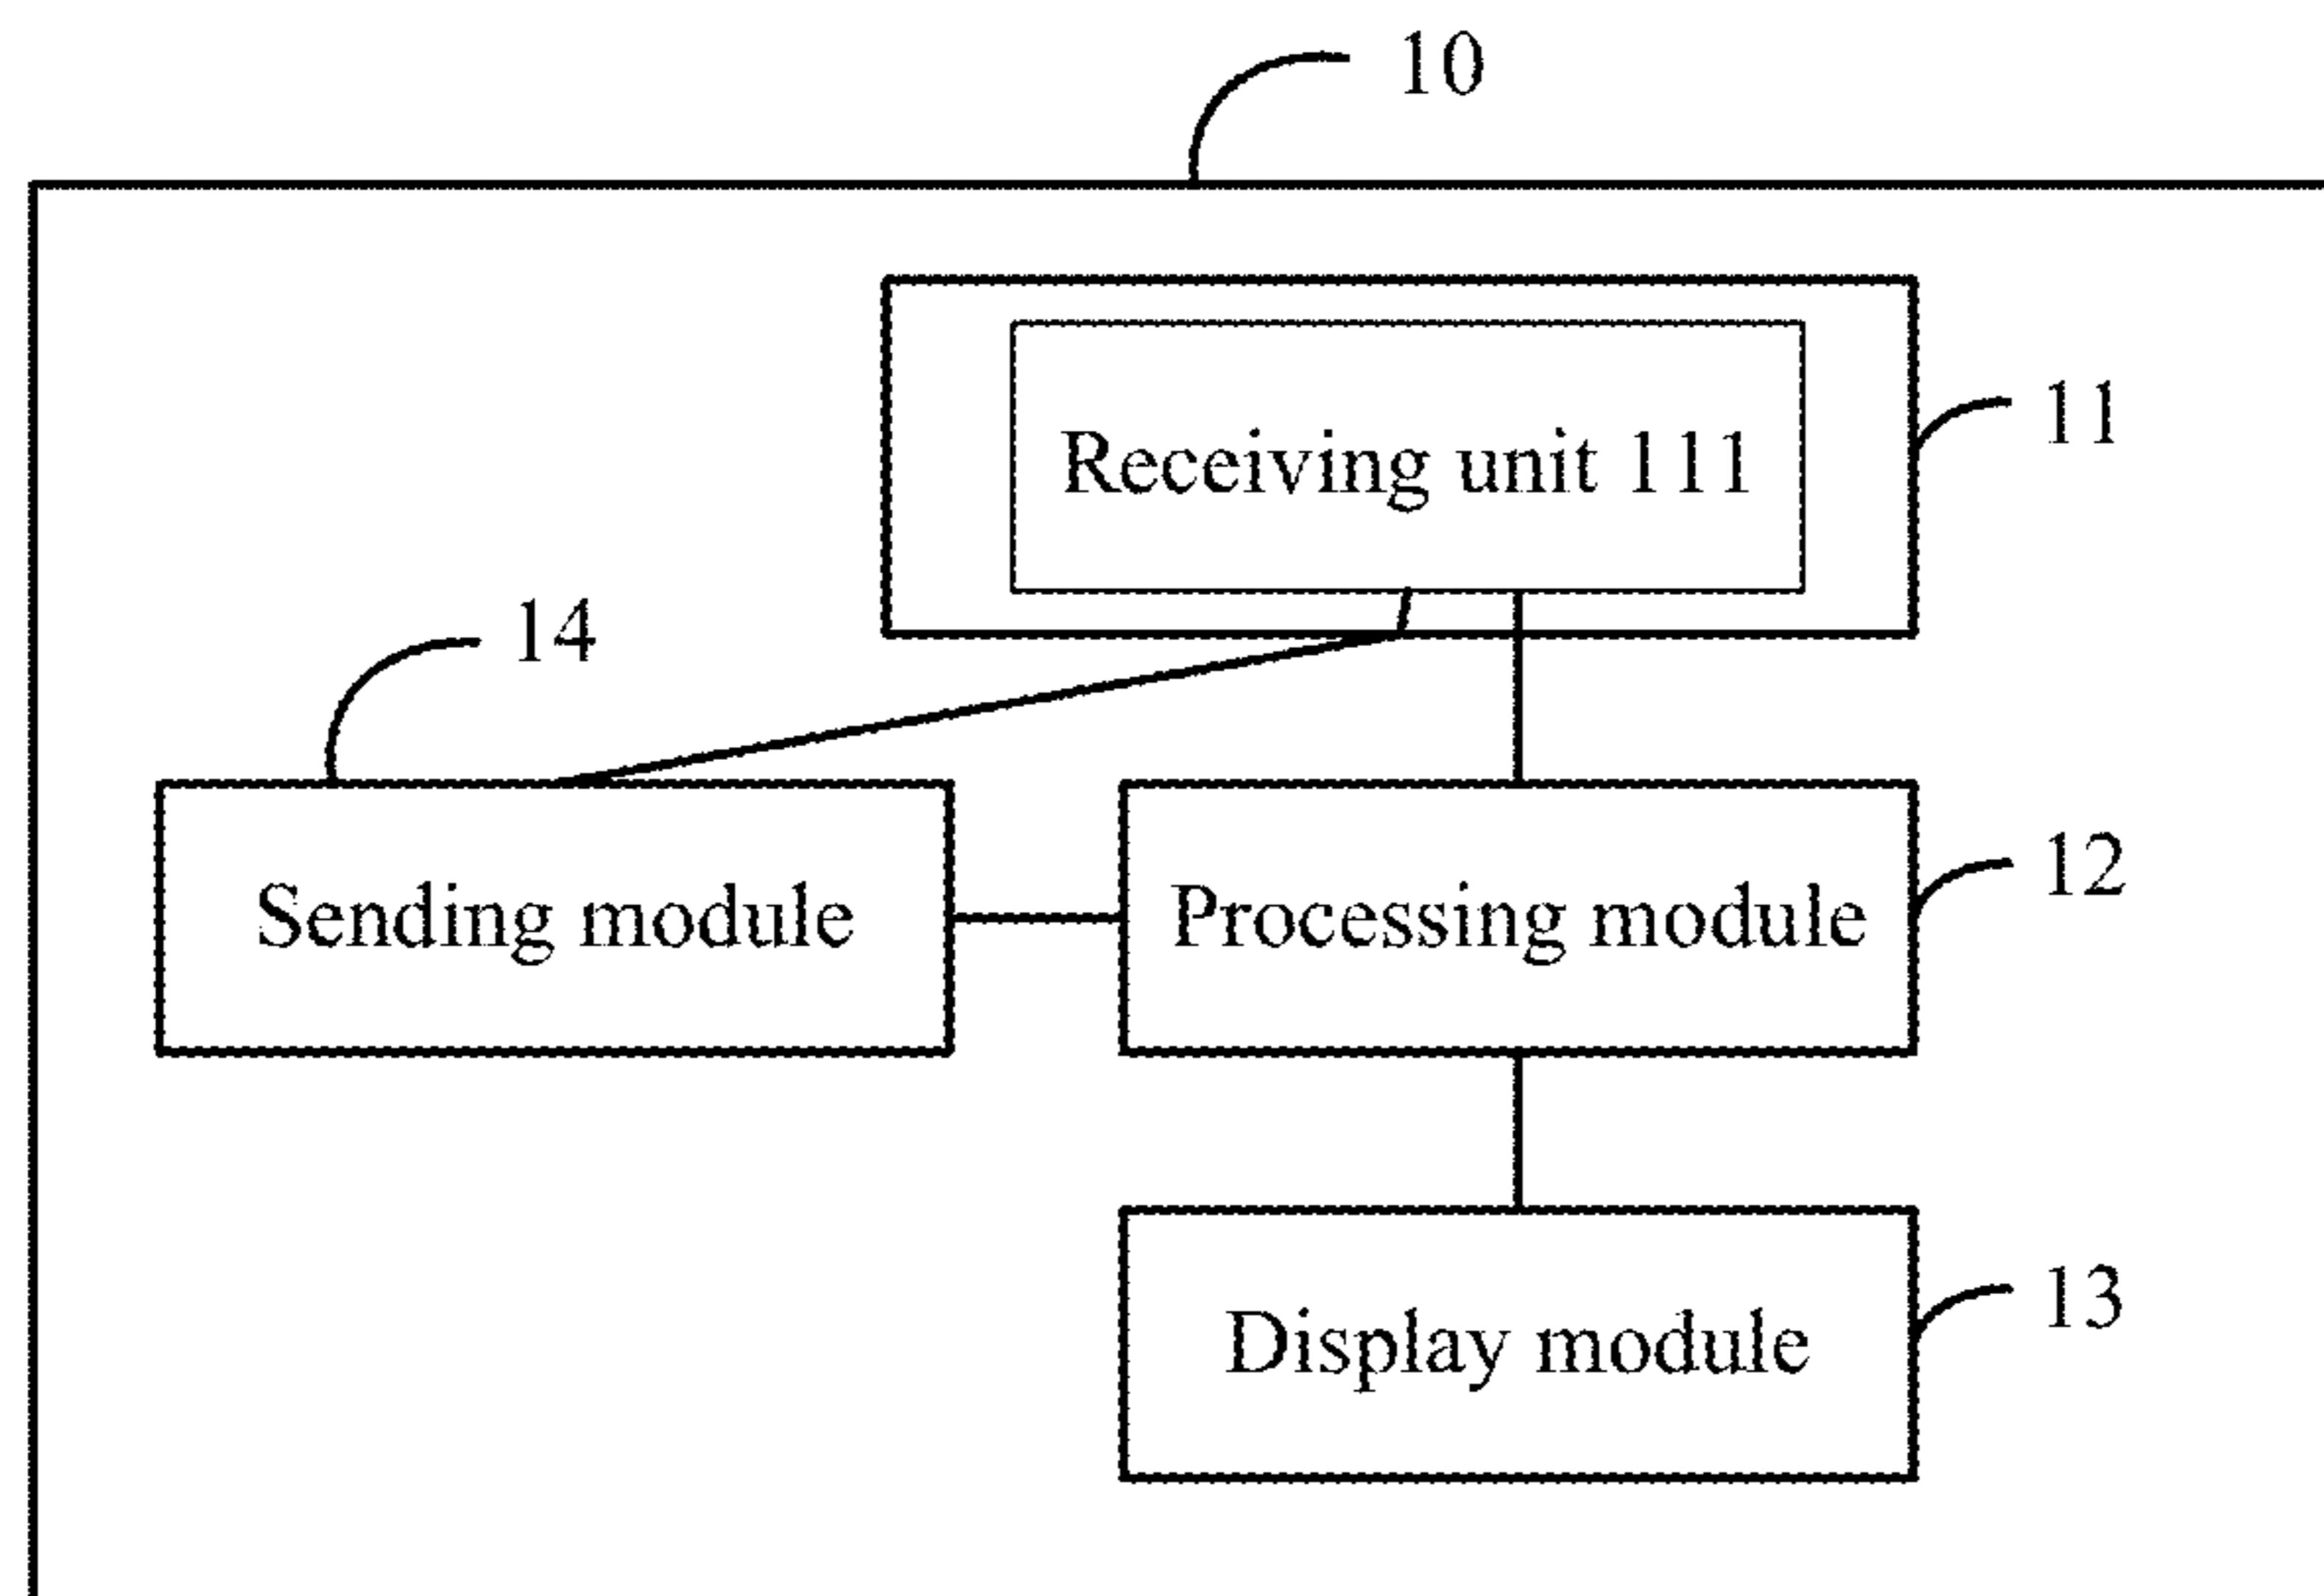 10
Receiving unit 111
11
14
Sending module
Processing module
12
Display module
13